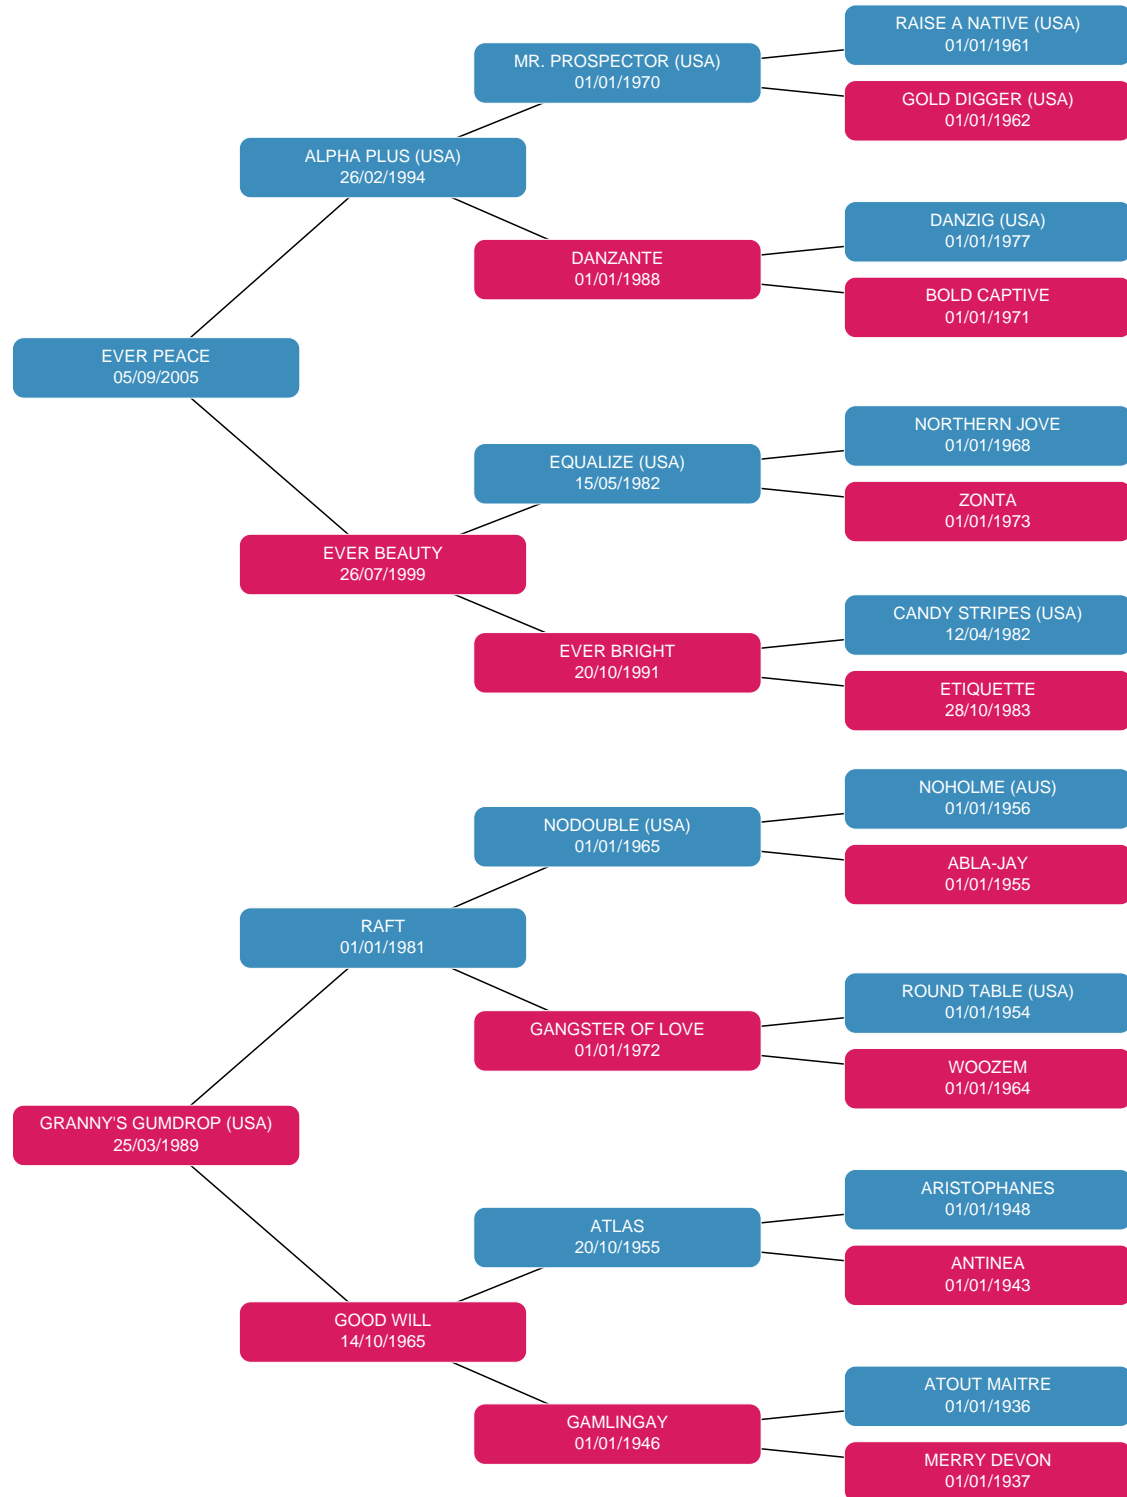 RAISE A NATIVE (USA)
01/01/1961
MR. PROSPECTOR (USA)
01/01/1970
GOLD DIGGER (USA)
01/01/1962
ALPHA PLUS (USA)
26/02/1994
DANZIG (USA)
01/01/1977
DANZANTE
01/01/1988
BOLD CAPTIVE
01/01/1971
EVER PEACE
05/09/2005
NORTHERN JOVE
01/01/1968
EQUALIZE (USA)
15/05/1982
ZONTA
01/01/1973
EVER BEAUTY
26/07/1999
CANDY STRIPES (USA)
12/04/1982
EVER BRIGHT
20/10/1991
ETIQUETTE
28/10/1983
NOHOLME (AUS)
01/01/1956
NODOUBLE (USA)
01/01/1965
ABLA-JAY
01/01/1955
RAFT
01/01/1981
ROUND TABLE (USA)
01/01/1954
GANGSTER OF LOVE
01/01/1972
WOOZEM
01/01/1964
GRANNY'S GUMDROP (USA)
25/03/1989
ARISTOPHANES
01/01/1948
ATLAS
20/10/1955
ANTINEA
01/01/1943
GOOD WILL
14/10/1965
ATOUT MAITRE
01/01/1936
GAMLINGAY
01/01/1946
MERRY DEVON
01/01/1937